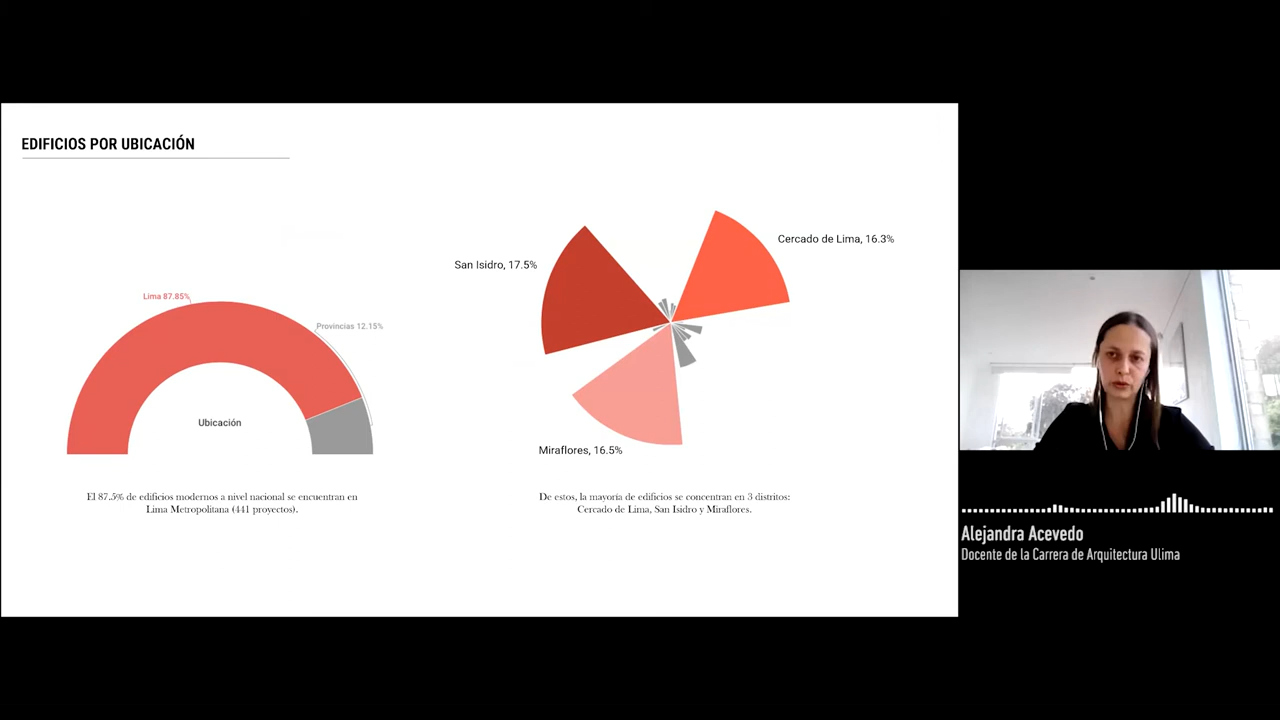 EDIFICIOS POR UBICACIÓN
Lima 87.85%
Provincias 12.15%
Ubicación
El 87.5% de edificios modernos a nivel nacional se encuentran en
Lima Metropolitana (441 proyectos).
San Isidro, 17.5%
Cercado de Lima, 16.3%
Miraflores, 16.5%
De estos, la mayoría de edificios se concentran en 3 distritos:
Cercado de Lima, San Isidro y Miraflores.
Alejandra Acevedo
Docente de la Carrera de Arquitectura Ulima